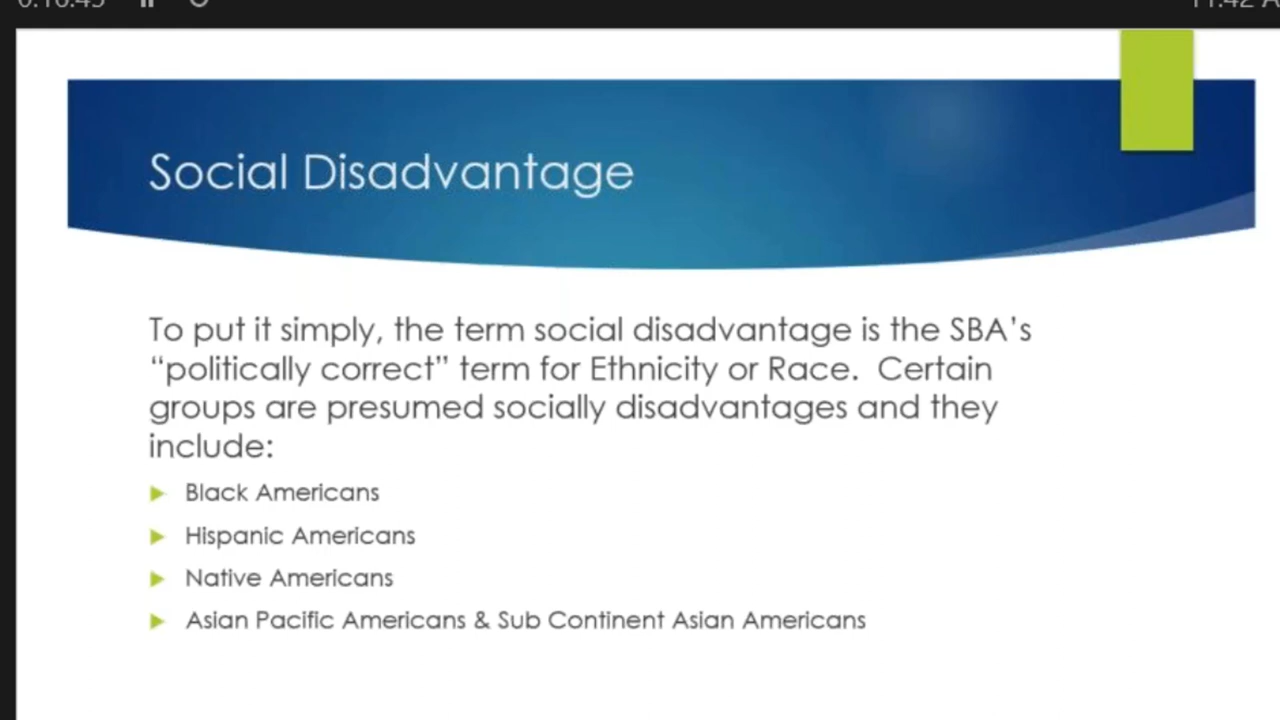 Social Disadvantage
To put it simply, the term social disadvantage is the SBA's
“politically correct” term for Ethnicity or Race.  Certain
groups are presumed socially disadvantages and they
include:
Black Americans
Hispanic Americans
Native Americans
Asian Pacific Americans & Sub Continent Asian Americans